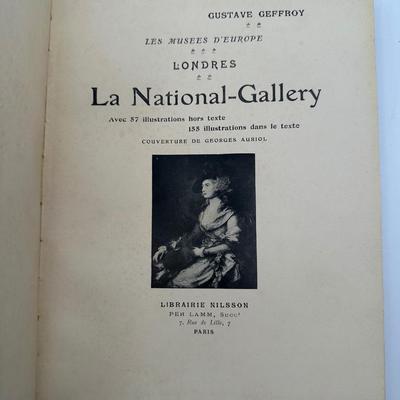 GUSTAVE GEFFROY
LES MUSÉES D'EUROPE
LONDRES
La National-Gallery
Avec 57 illustrations hors texte
155 illustrations dans le texte
COUVERTURE DE GEORGES AURIOL
LIBRAIRIE NILSSON
PER LAMM, Succr
7, Rue de Lille, 7
PARIS